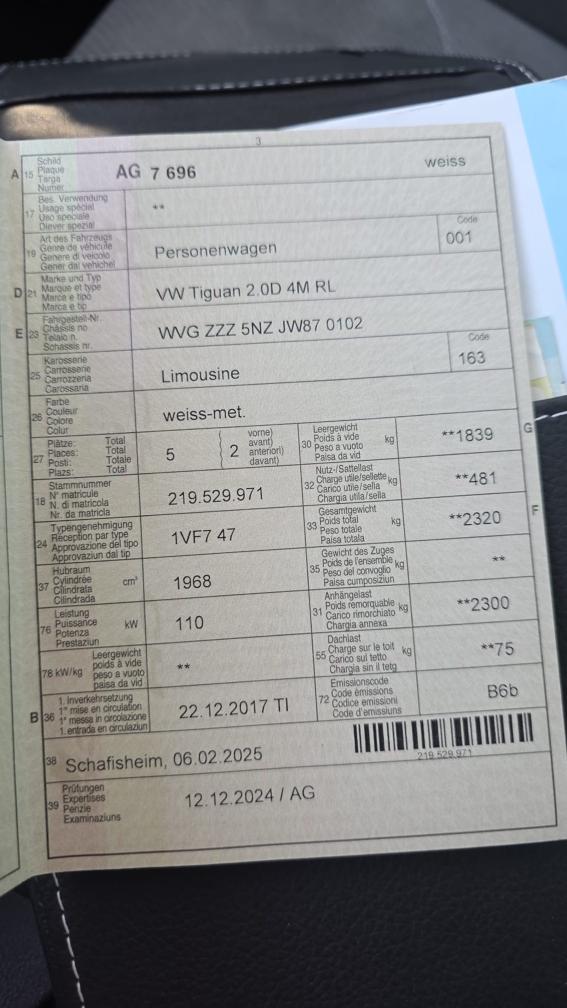 3
A 15 Schild
Plaque
Targa
Numer
AG 7 696
weiss
17 Bes. Verwendung
Usage spécial
Uso speciale
Diever spezial
**
19 Art des Fahrzeugs
Genre de véhicule
Genere di veicolo
Gener dal vehichel
Personenwagen
Code
001
D 21 Marke und Typ
Marque et type
Marca e tipo
Marca e tip
VW Tiguan 2.0D 4M RL
E 23 Fahrgestell-Nr.
Châssis no
Telaio n.
Schassis nr.
WVG ZZZ 5NZ JW87 0102
25 Karosserie
Carrosserie
Carrozzeria
Carossaria
Limousine
Code
163
26 Farbe
Couleur
Colore
Colur
weiss-met.
27 Plätze: Total
Places: Total
Posti: Totale
Plazs: Total
5
2
vorne)
avant)
anteriori)
davant)
30 Leergewicht
Poids à vide
Peso a vuoto
Paisa da vid
kg
**1839
G
18 Stammnummer
N° matricule
N. di matricola
Nr. da matricla
219.529.971
32 Nutz-/Sattellast
Charge utile/sellette
Carico utile/sella
Chargia utila/sella
kg
**481
24 Typengenehmigung
Réception par type
Approvazione del tipo
Approvaziun dal tip
1VF7 47
33 Gesamtgewicht
Poids total
Peso totale
Paisa totala
kg
**2320
F
37 Hubraum
Cylindrée
Cilindrata
Cilindrada
cm³
1968
35 Gewicht des Zuges
Poids de l'ensemble
Peso del convoglio
Paisa cumposiziun
kg
**
76 Leistung
Puissance
Potenza
Prestaziun
kW
110
31 Anhängelast
Poids remorquable
Carico rimorchiato
Chargia annexa
kg
**2300
78 kW/kg Leergewicht
poids à vide
peso a vuoto
paisa da vid
**
55 Dachlast
Charge sur le toit
Carico sul tetto
Chargia sin il tetg
kg
**75
B 36 1. Inverkehrsetzung
1re mise en circulation
1a messa in circolazione
1. entrada en circulaziun
22.12.2017 TI
72 Emissionscode
Code émissions
Codice emissioni
Code d'emissiuns
B6b
38 Schafisheim, 06.02.2025
219.529.971
39 Prüfungen
Expertises
Perizie
Examinaziuns
12.12.2024 / AG